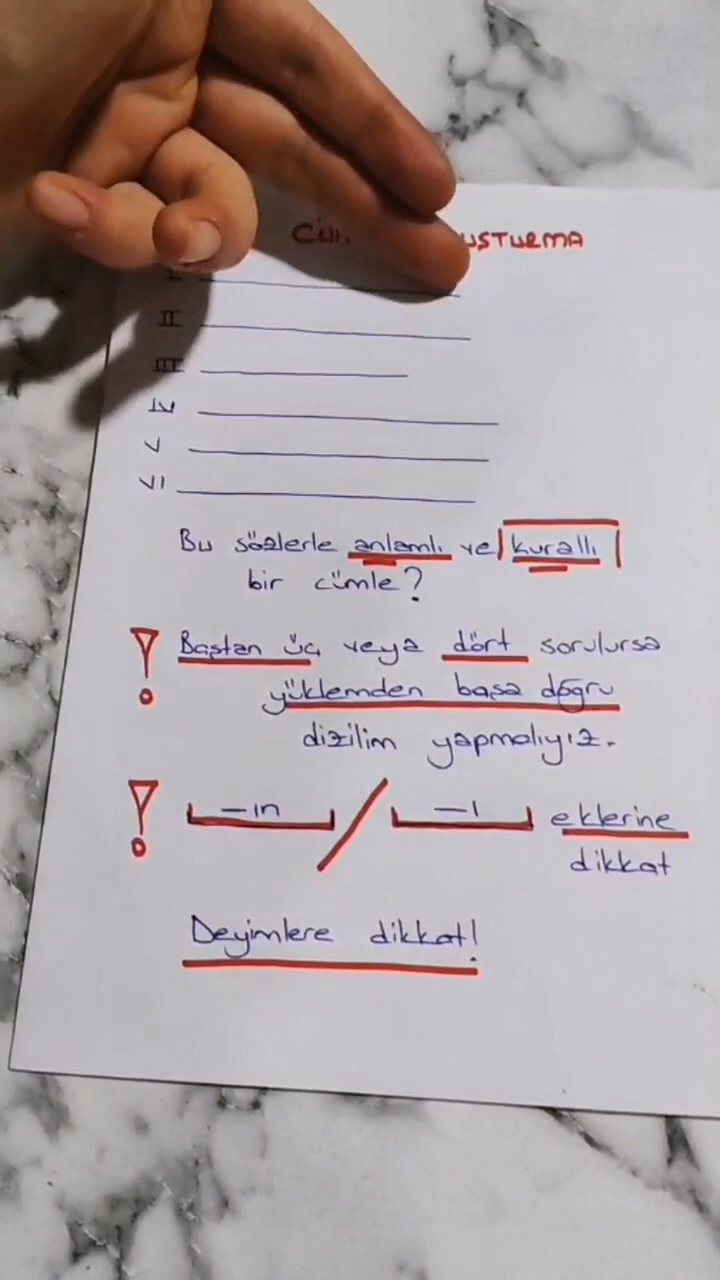 UŞTURMA
II
III
IV
V
VI
Bu sözlerle anlamlı ve kurallı
bir cümle?
! Baştan üç veya dört sorulursa
yüklemden başa doğru
dizilim yapmalıyız.
! -ın / -ı eklerine
dikkat
Deyimlere dikkat!